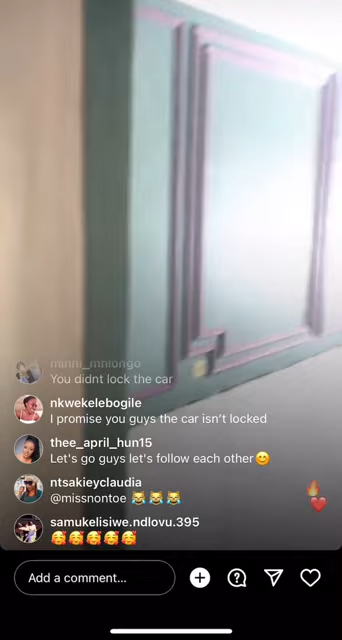 minni_mhlongo
You didnt lock the car
nkwekelebogile
I promise you guys the car isn't locked
thee_april_hun15
Let's go guys let's follow each other😊
ntsakieyclaudia
@missnontoe 😹😹😹
samukelisiwe.ndlovu.395
🥰🥰🥰🥰🥰
Add a comment...